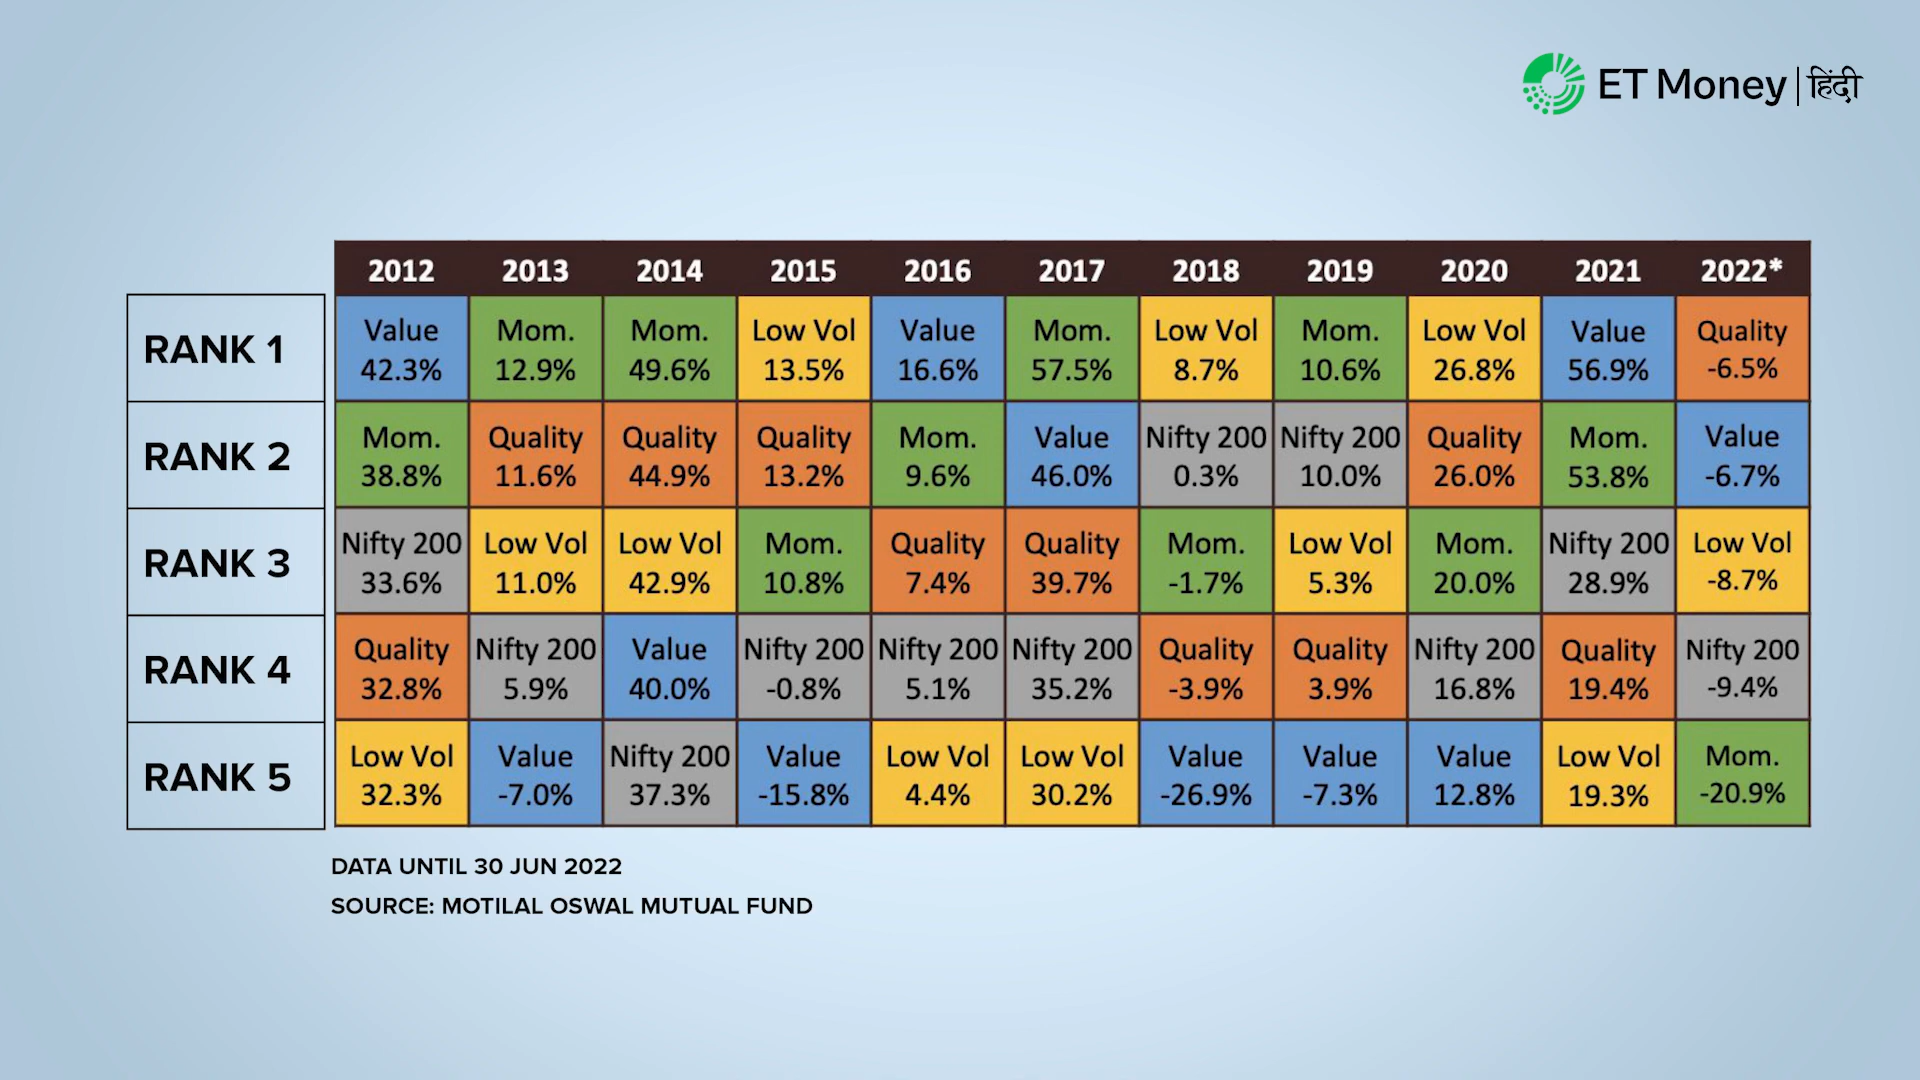 ET Money | हिंदी
2012 2013 2014 2015 2016 2017 2018 2019 2020 2021 2022*
RANK 1
Value Mom. Mom. Low Vol Value Mom. Low Vol Mom. Low Vol Value Quality
42.3% 12.9% 49.6% 13.5% 16.6% 57.5% 8.7% 10.6% 26.8% 56.9% -6.5%
RANK 2
Mom. Quality Quality Quality Mom. Value Nifty 200 Nifty 200 Quality Mom. Value
38.8% 11.6% 44.9% 13.2% 9.6% 46.0% 0.3% 10.0% 26.0% 53.8% -6.7%
RANK 3
Nifty 200 Low Vol Low Vol Mom. Quality Quality Mom. Low Vol Mom. Nifty 200 Low Vol
33.6% 11.0% 42.9% 10.8% 7.4% 39.7% -1.7% 5.3% 20.0% 28.9% -8.7%
RANK 4
Quality Nifty 200 Value Nifty 200 Nifty 200 Nifty 200 Quality Quality Nifty 200 Quality Nifty 200
32.8% 5.9% 40.0% -0.8% 5.1% 35.2% -3.9% 3.9% 16.8% 19.4% -9.4%
RANK 5
Low Vol Value Nifty 200 Value Low Vol Low Vol Value Value Value Low Vol Mom.
32.3% -7.0% 37.3% -15.8% 4.4% 30.2% -26.9% -7.3% 12.8% 19.3% -20.9%
DATA UNTIL 30 JUN 2022
SOURCE: MOTILAL OSWAL MUTUAL FUND